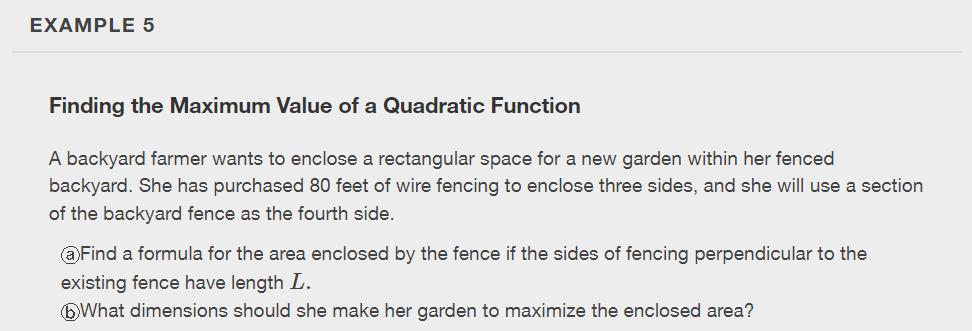 EXAMPLE 5
Finding the Maximum Value of a Quadratic Function
A backyard farmer wants to enclose a rectangular space for a new garden within her fenced
backyard. She has purchased 80 feet of wire fencing to enclose three sides, and she will use a section
of the backyard fence as the fourth side.
ⓐFind a formula for the area enclosed by the fence if the sides of fencing perpendicular to the
existing fence have length L.
ⓑWhat dimensions should she make her garden to maximize the enclosed area?